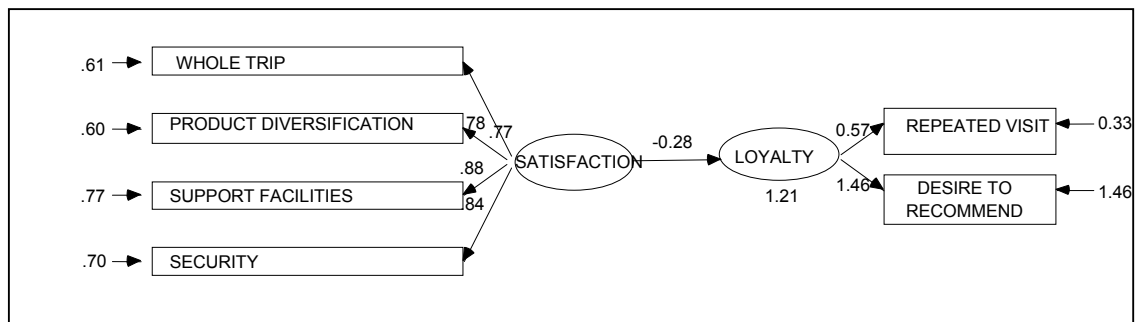 .61
WHOLE TRIP
.60
PRODUCT DIVERSIFICATION
.78
.77
.77
SUPPORT FACILITIES
.88
.84
.70
SECURITY
SATISFACTION
-0.28
LOYALTY
1.21
0.57
1.46
REPEATED VISIT
0.33
DESIRE TO
RECOMMEND
1.46